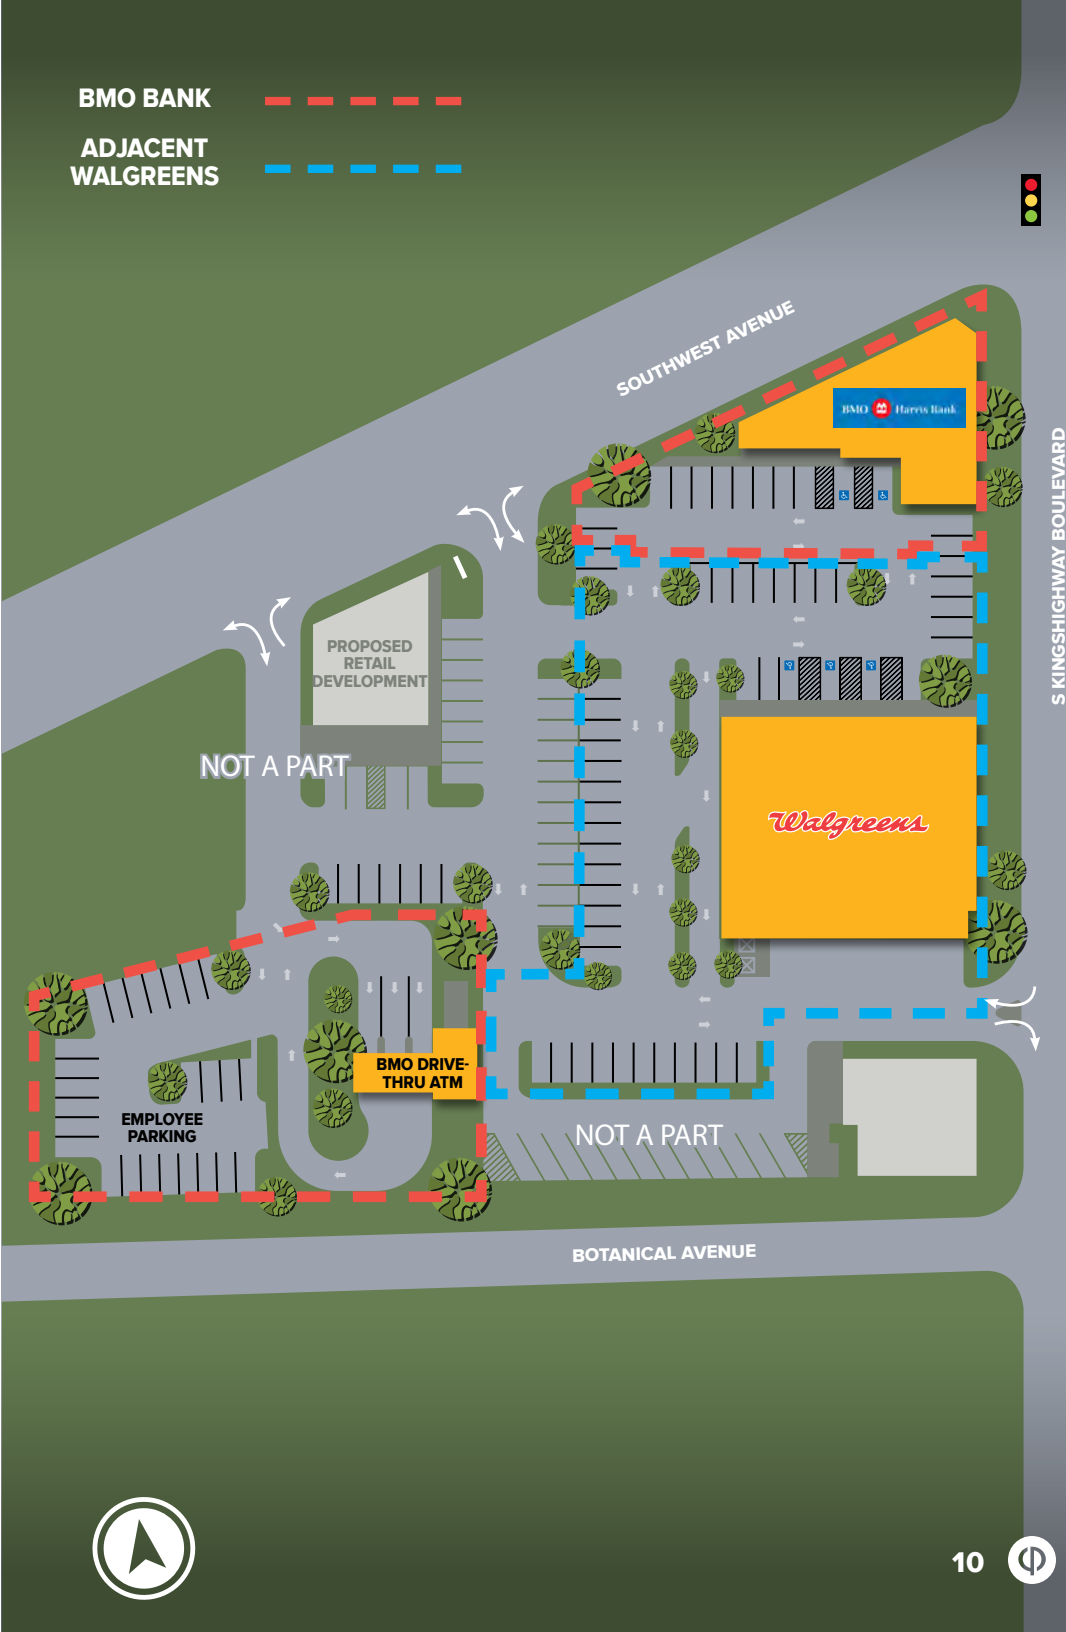 BMO BANK
ADJACENT
WALGREENS
SOUTHWEST AVENUE
BMO Harris Bank
S KINGSHIGHWAY BOULEVARD
PROPOSED
RETAIL
DEVELOPMENT
NOT A PART
Walgreens
BMO DRIVE-
THRU ATM
EMPLOYEE
PARKING
NOT A PART
BOTANICAL AVENUE
10